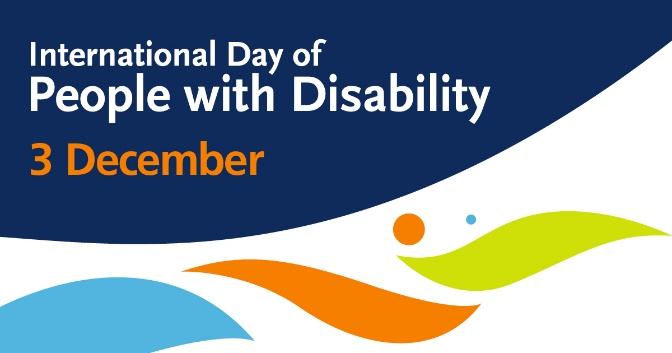 International Day of
People with Disability
3 December